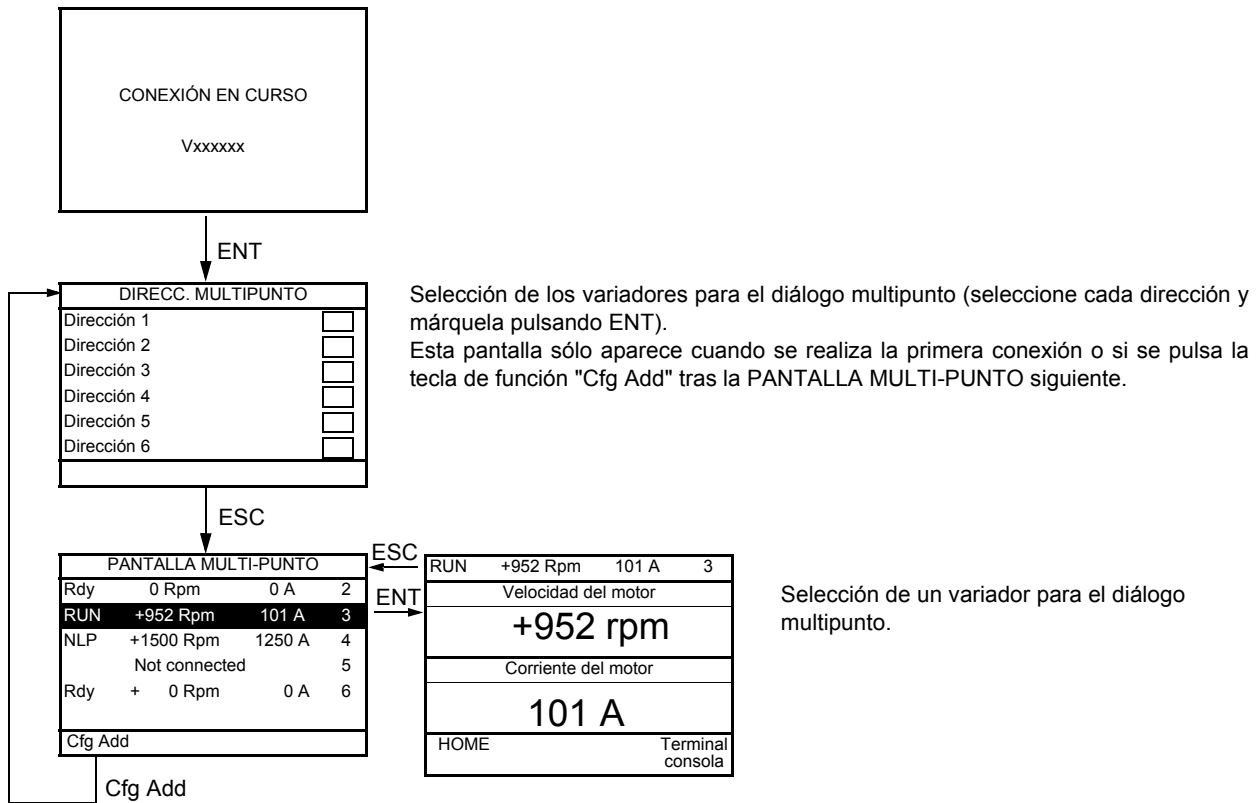 CONEXIÓN EN CURSO
Vxxxxxx
ENT
DIRECC. MULTIPUNTO
Dirección 1
Dirección 2
Dirección 3
Dirección 4
Dirección 5
Dirección 6
Selección de los variadores para el diálogo multipunto (seleccione cada dirección y
márquela pulsando ENT).
Esta pantalla sólo aparece cuando se realiza la primera conexión o si se pulsa la
tecla de función "Cfg Add" tras la PANTALLA MULTI-PUNTO siguiente.
ESC
PANTALLA MULTI-PUNTO
Rdy 0 Rpm 0 A 2
RUN +952 Rpm 101 A 3
NLP +1500 Rpm 1250 A 4
Not connected 5
Rdy + 0 Rpm 0 A 6
Cfg Add
Cfg Add
ESC
ENT
RUN +952 Rpm 101 A 3
Velocidad del motor
+952 rpm
Corriente del motor
101 A
HOME Terminal
consola
Selección de un variador para el diálogo
multipunto.